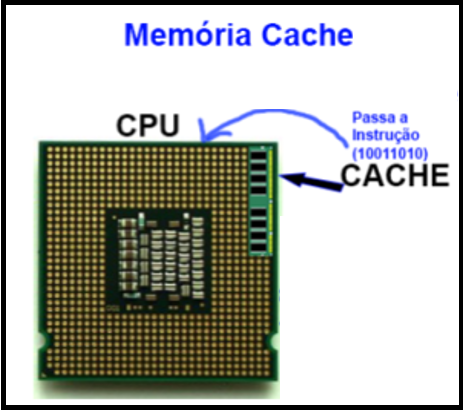 Memória Cache
CPU
Passa a
Instrução
(10011010)
CACHE